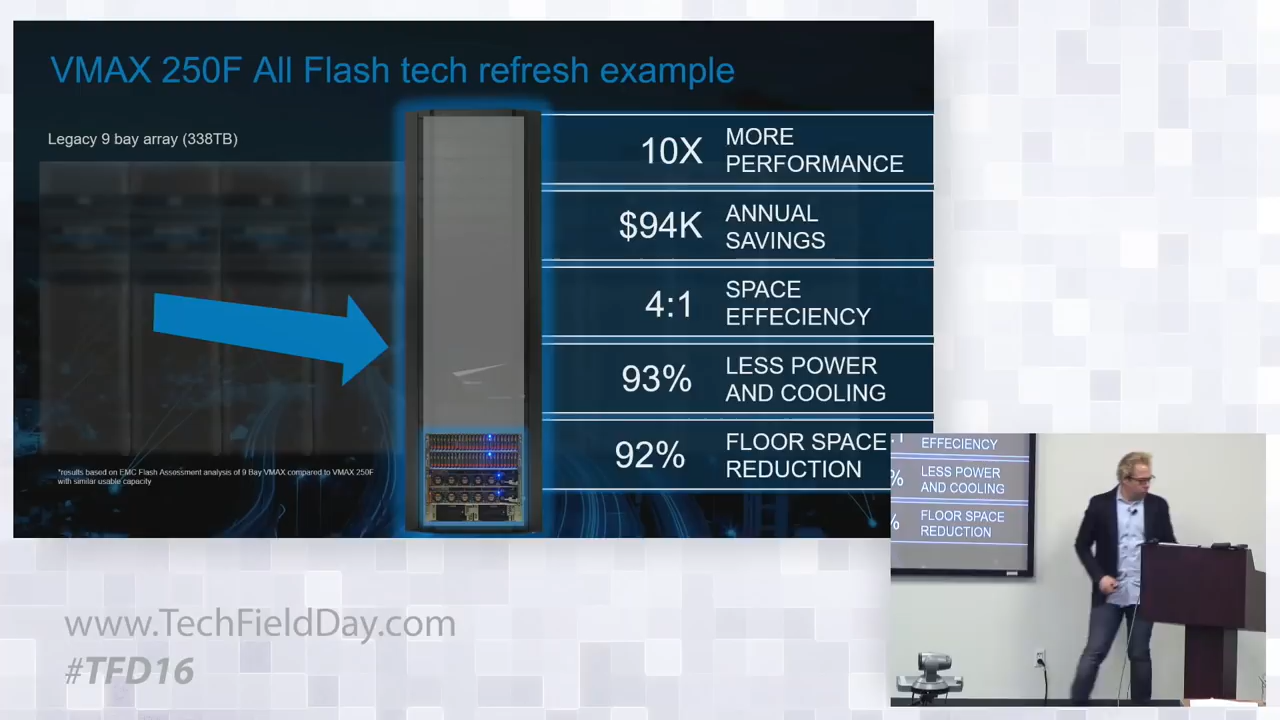 VMAX 250F All Flash tech refresh example
Legacy 9 bay array (338TB)
10X MORE
PERFORMANCE
$94K ANNUAL
SAVINGS
4:1 SPACE
EFFECIENCY
93% LESS POWER
AND COOLING
92% FLOOR SPACE
REDUCTION
*results based on EMC Flash Assessment analysis of 9 Bay VMAX compared to VMAX 250F
with similar usable capacity
:1 EFFECIENCY
% LESS POWER
AND COOLING
% FLOOR SPACE
REDUCTION
www.TechFieldDay.com
#TFD16